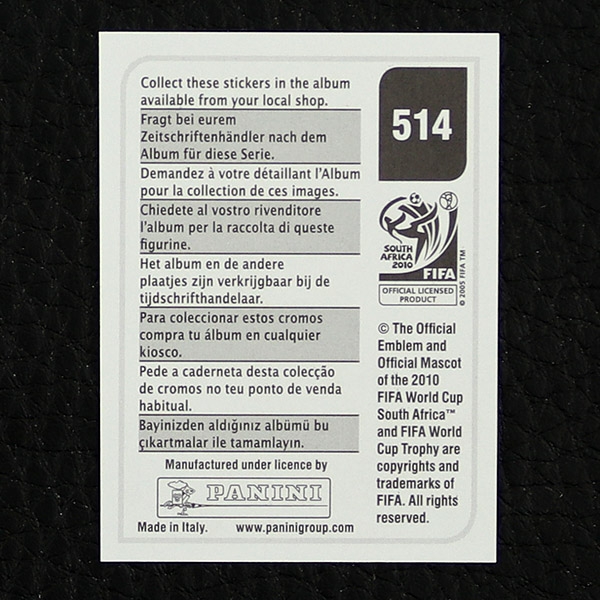 Collect these stickers in the album
available from your local shop.
Fragt bei eurem
Zeitschriftenhändler nach dem
Album für diese Serie.
Demandez à votre détaillant l'Album
pour la collection de ces images.
Chiedete al vostro rivenditore
l'album per la raccolta di queste
figurine.
Het album en de andere
plaatjes zijn verkrijgbaar bij de
tijdschrifthandelaar.
Para coleccionar estos cromos
compra tu álbum en cualquier
kiosco.
Pede a caderneta desta colecção
de cromos no teu ponto de venda
habitual.
Bayinizden aldığınız albümü bu
çıkartmalar ile tamamlayın.
Manufactured under licence by
PANINI
Made in Italy. www.paninigroup.com
514
SOUTH
AFRICA
2010
FIFA
OFFICIAL LICENSED
PRODUCT
© 2005 FIFA TM
© The Official
Emblem and
Official Mascot
of the 2010
FIFA World Cup
South Africa™
and FIFA World
Cup Trophy are
copyrights and
trademarks of
FIFA. All rights
reserved.